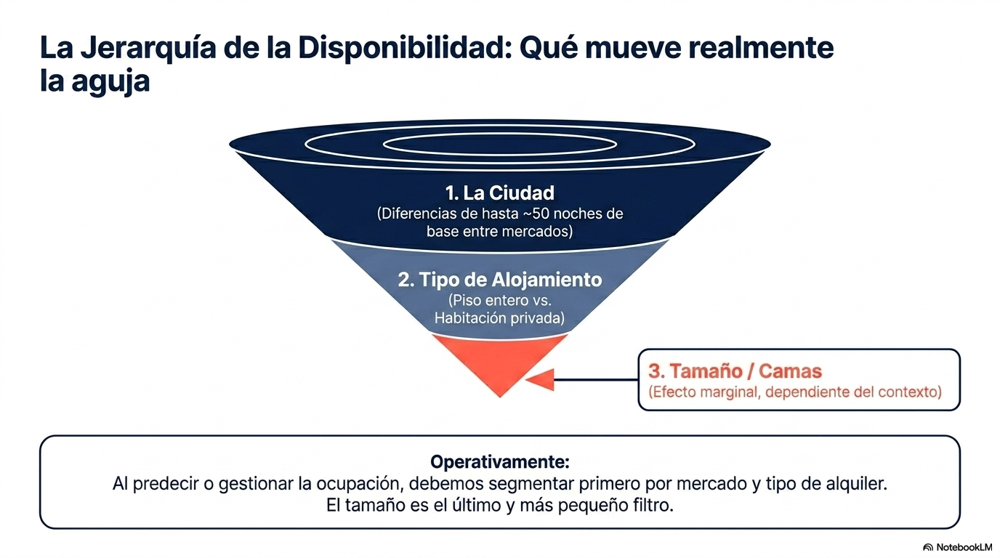 La Jerarquía de la Disponibilidad: Qué mueve realmente
la aguja
1. La Ciudad
(Diferencias de hasta ~50 noches de
base entre mercados)
2. Tipo de Alojamiento
(Piso entero vs.
Habitación privada)
3. Tamaño / Camas
(Efecto marginal, dependiente del contexto)
Operativamente:
Al predecir o gestionar la ocupación, debemos segmentar primero por mercado y tipo de alquiler.
El tamaño es el último y más pequeño filtro.
NotebookLM